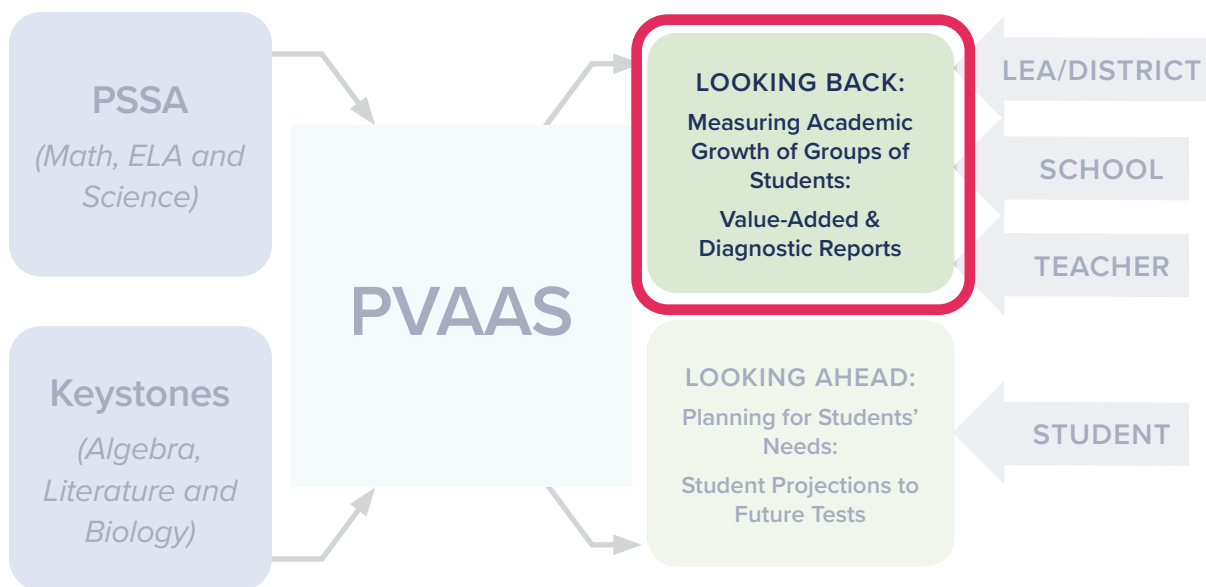 PSSA
(Math, ELA and
Science)
Keystones
(Algebra,
Literature and
Biology)
PVAAS
LOOKING BACK:
Measuring Academic
Growth of Groups of
Students:
Value-Added &
Diagnostic Reports
LOOKING AHEAD:
Planning for Students’
Needs:
Student Projections to
Future Tests
LEA/DISTRICT
SCHOOL
TEACHER
STUDENT